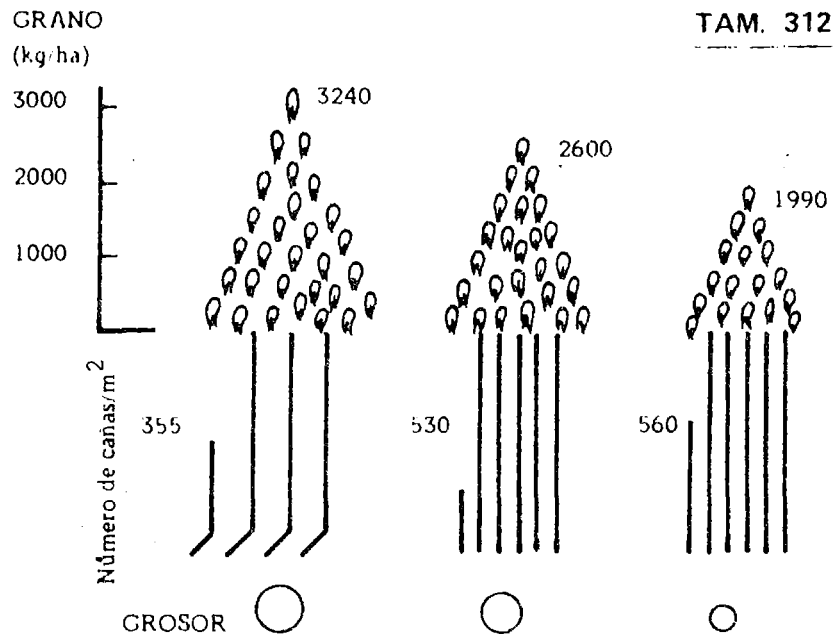 GRANO
(kg/ha)
TAM. 312
3000
2000
1000
3240
2600
1990
Número de cañas/m²
355
530
560
GROSOR